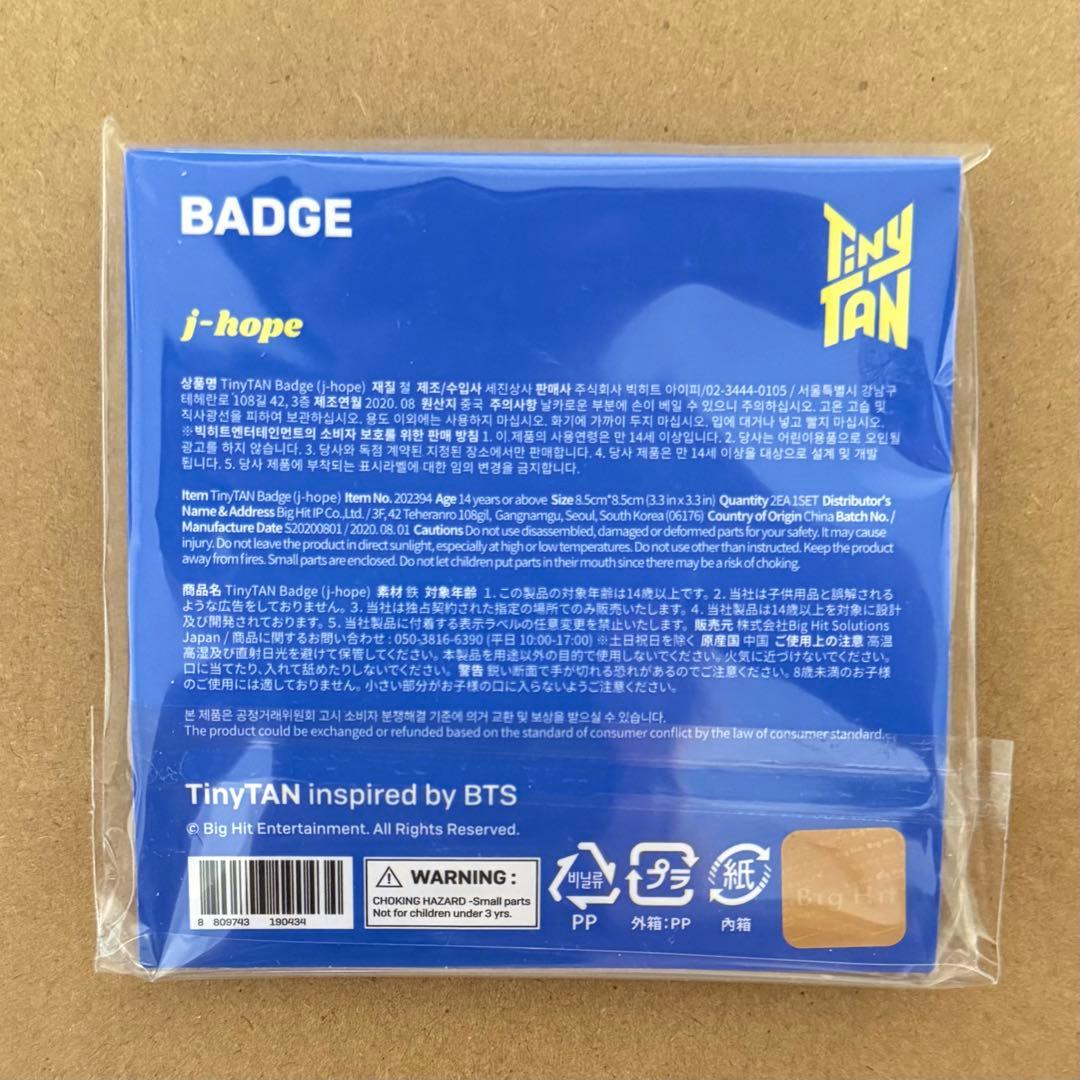 BADGE
TiNY
TAN
j-hope
상품명 TinyTAN Badge (j-hope) 재질 철 제조/수입사 세진상사 판매사 주식회사 빅히트 아이피/02-3444-0105 / 서울특별시 강남구
테헤란로 108길 42, 3층 제조연월 2020. 08 원산지 중국 주의사항 날카로운 부분에 손이 베일 수 있으니 주의하십시오. 고온 고습 및
직사광선을 피하여 보관하십시오. 용도 이외에는 사용하지 마십시오. 화기에 가까이 두지 마십시오. 입에 대거나 넣고 빨지 마십시오.
※빅히트엔터테인먼트의 소비자 보호를 위한 판매 방침 1. 이 제품의 사용연령은 만 14세 이상입니다. 2. 당사는 어린이용품으로 오인될
광고를 하지 않습니다. 3. 당사와 독점 계약된 지정된 장소에서만 판매합니다. 4. 당사 제품은 만 14세 이상을 대상으로 설계 및 개발
됩니다. 5. 당사 제품에 부착되는 표시라벨에 대한 임의 변경을 금지합니다.
Item TinyTAN Badge (j-hope) Item No. 202394 Age 14 years or above Size 8.5cm*8.5cm (3.3 in x 3.3 in) Quantity 2EA 1SET Distributor's
Name & Address Big Hit IP Co.,Ltd. / 3F, 42 Teheranro 108gil, Gangnamgu, Seoul, South Korea (06176) Country of Origin China Batch No. /
Manufacture Date S20200801 / 2020. 08. 01 Cautions Do not use disassembled, damaged or deformed parts for your safety. It may cause
injury. Do not leave the product in direct sunlight, especially at high or low temperatures. Do not use other than instructed. Keep the product
away from fires. Small parts are enclosed. Do not let children put parts in their mouth since there may be a risk of choking.
商品名 TinyTAN Badge (j-hope) 素材 鉄 対象年齢 1. この製品の対象年齢は14歳以上です。2. 当社は子供用品と誤解される
ような広告をしておりません。3. 当社は独占契約された指定の場所でのみ販売いたします。4. 当社製品は14歳以上を対象に設計
及び開発されております。5. 当社製品に付着する表示ラベルの任意変更を禁止いたします。販売元 株式会社Big Hit Solutions
Japan / 商品に関するお問い合わせ : 050-3816-6390 (平日 10:00-17:00) ※土日祝日を除く 原産国 中国 ご使用上の注意 高温
高湿及び直射日光を避けて保管してください。本製品を用途以外の目的で使用しないでください。火気に近づけないでください。
口に当てたり、入れて舐めたりしないでください。 警告 鋭い断面で手が切れる恐れがあるのでご注意ください。8歳未満のお子様
のご使用には適しておりません。小さい部分がお子様の口に入らないようご注意ください。
본 제품은 공정거래위원회 고시 소비자 분쟁해결 기준에 의거 교환 및 보상을 받으실 수 있습니다.
The product could be exchanged or refunded based on the standard of consumer conflict by the law of consumer standard.
TinyTAN inspired by BTS
© Big Hit Entertainment. All Rights Reserved.
8 809743 190434
WARNING :
CHOKING HAZARD -Small parts
Not for children under 3 yrs.
비닐류
PP
プラ
外箱:PP
紙
內箱
Big Hit